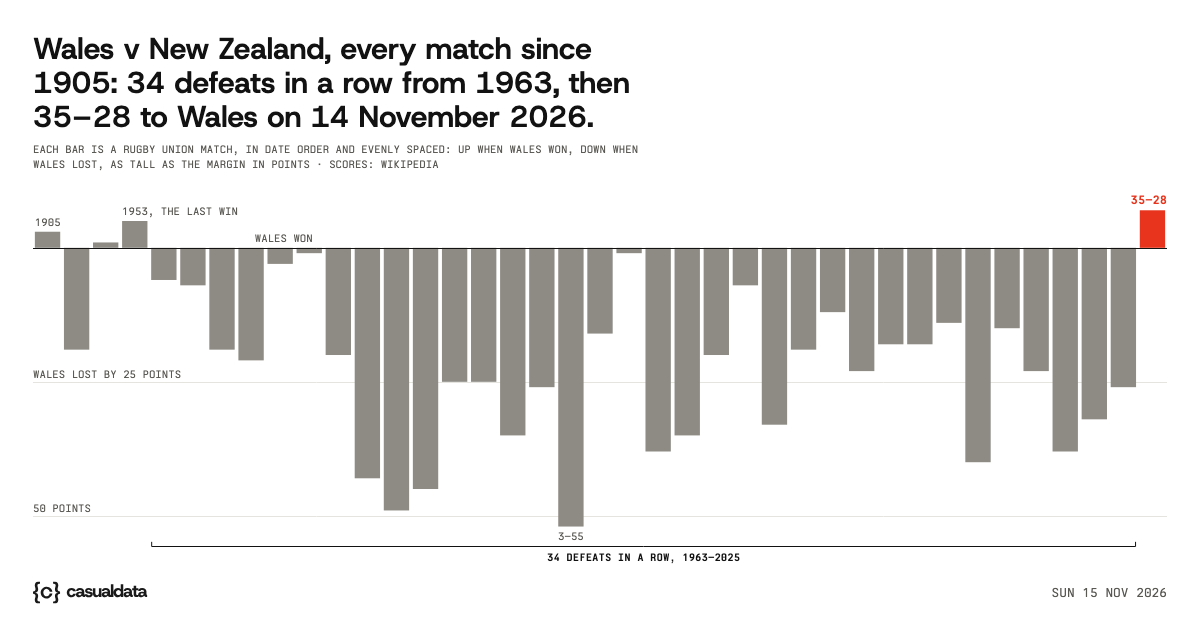 Wales v New Zealand, every match since
1905: 34 defeats in a row from 1963, then
35–28 to Wales on 14 November 2026.
EACH BAR IS A RUGBY UNION MATCH, IN DATE ORDER AND EVENLY SPACED: UP WHEN WALES WON, DOWN WHEN
WALES LOST, AS TALL AS THE MARGIN IN POINTS · SCORES: WIKIPEDIA
35–28
1953, THE LAST WIN
1905
WALES WON
WALES LOST BY 25 POINTS
50 POINTS
3–55
34 DEFEATS IN A ROW, 1963–2025
{c} casualdata
SUN 15 NOV 2026